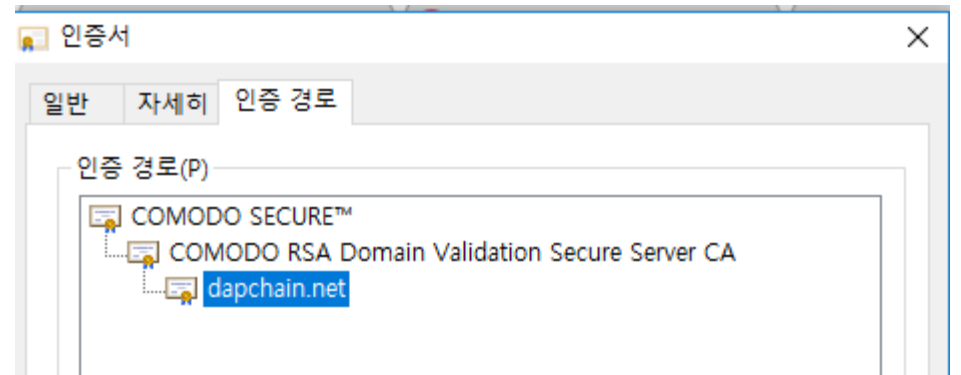 인증서
일반 자세히 인증 경로
인증 경로(P)
COMODO SECURE™
COMODO RSA Domain Validation Secure Server CA
dapchain.net